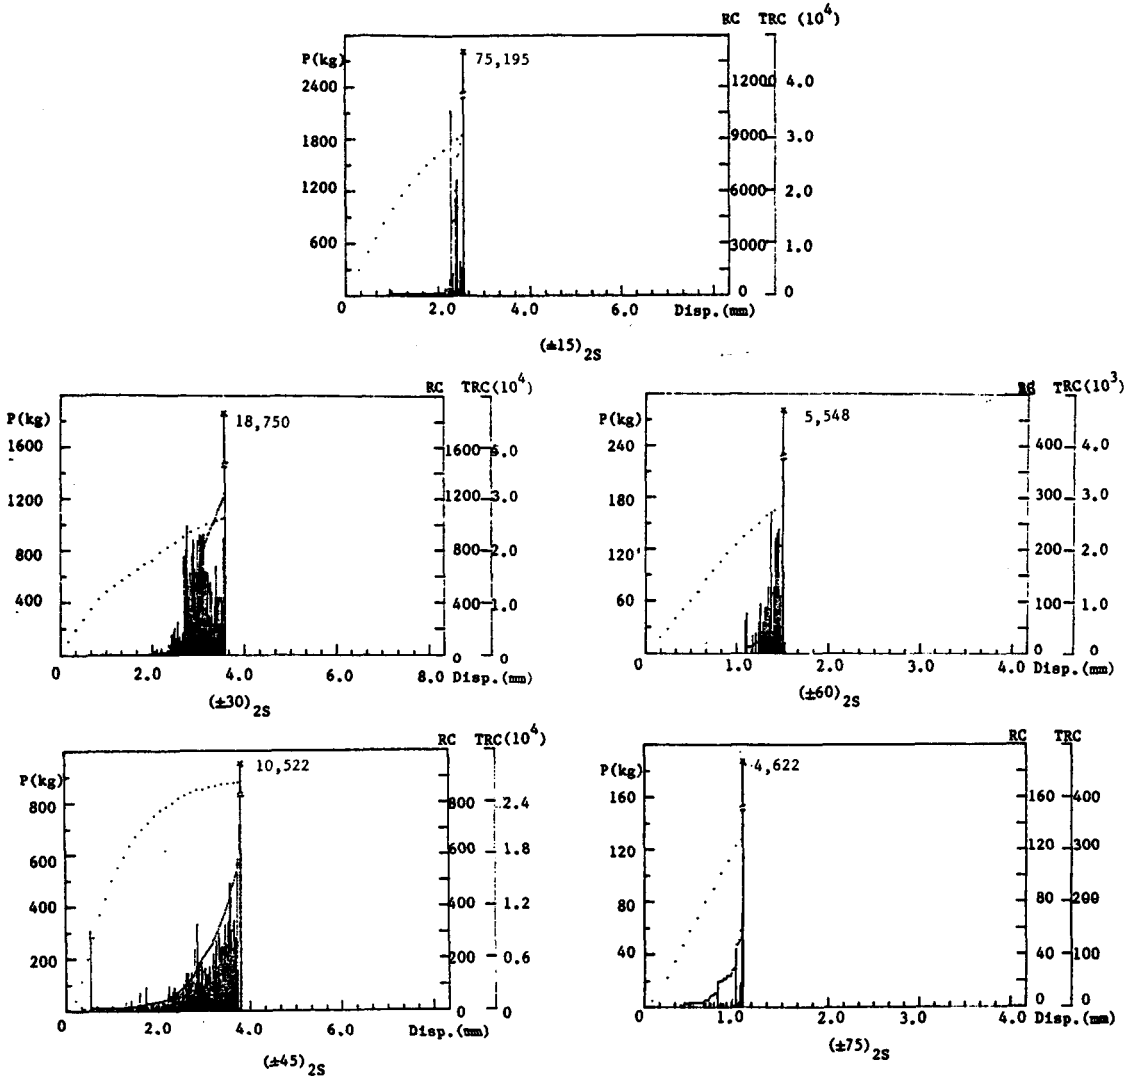 RC TRC (10^4)
P(kg)
75,195
2400
12000 4.0
1800
9000 3.0
1200
6000 2.0
600
3000 1.0
0 0
0 2.0 4.0 6.0 Disp.(mm)
(±15)2S
RC TRC(10^4)
P(kg)
18,750
1600
1600 6.0
1200
1200 3.0
800
800 2.0
400
400 1.0
0 0
0 2.0 4.0 6.0 8.0 Disp.(mm)
(±30)2S
TRC(10^3)
P(kg)
5,548
240
400 4.0
180
300 3.0
120
200 2.0
60
100 1.0
0 0
0 1.0 2.0 3.0 4.0 Disp.(mm)
(±60)2S
RC TRC(10^4)
P(kg)
10,522
800
800 2.4
600
600 1.8
400
400 1.2
200
200 0.6
0 0
0 2.0 4.0 6.0 Disp.(mm)
(±45)2S
RC TRC
P(kg)
4,622
160
160 400
120
120 300
80
80 200
40
40 100
0 0
0 1.0 2.0 3.0 4.0 Disp.(mm)
(±75)2S